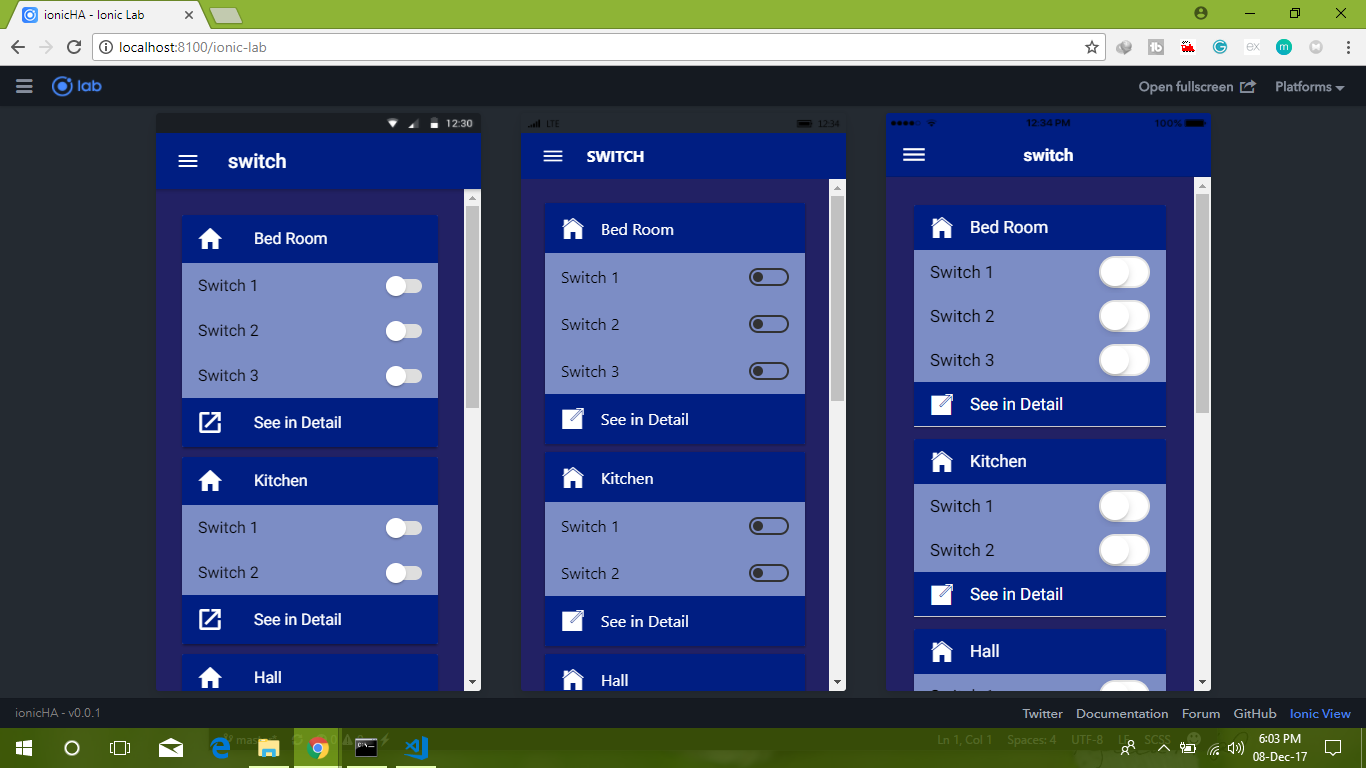 ionicHA - Ionic Lab
localhost:8100/ionic-lab
lab
Open fullscreen
Platforms
12:30
switch
Bed Room
Switch 1
Switch 2
Switch 3
See in Detail
Kitchen
Switch 1
Switch 2
See in Detail
Hall
LTE
12:34
SWITCH
Bed Room
Switch 1
Switch 2
Switch 3
See in Detail
Kitchen
Switch 1
Switch 2
See in Detail
Hall
12:34 PM
100%
switch
Bed Room
Switch 1
Switch 2
Switch 3
See in Detail
Kitchen
Switch 1
Switch 2
See in Detail
Hall
ionicHA - v0.0.1
Twitter Documentation Forum GitHub Ionic View
Ln 1, Col 1 Spaces: 4 UTF-8 LF SCSS
6:03 PM
08-Dec-17